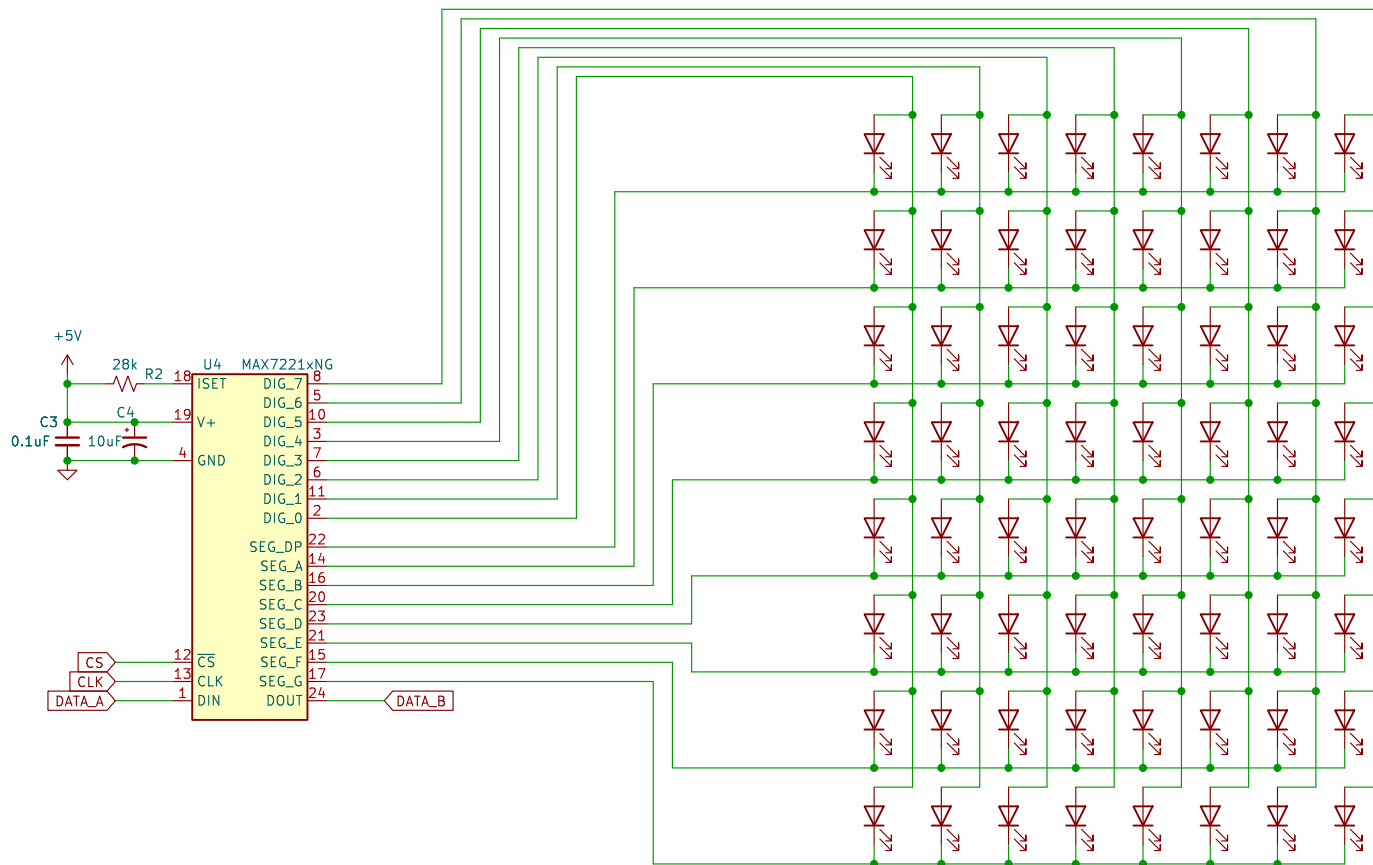 +5V
28k
R2
U4
MAX7221xNG
18
ISET
DIG_7
8
DIG_6
5
C3
C4
19
V+
DIG_5
10
0.1uF
+
10uF
DIG_4
3
4
GND
DIG_3
7
DIG_2
6
DIG_1
11
DIG_0
2
SEG_DP
22
SEG_A
14
SEG_B
16
SEG_C
20
SEG_D
23
SEG_E
21
CS
12
CS
SEG_F
15
CLK
13
CLK
SEG_G
17
DATA_A
1
DIN
DOUT
24
DATA_B